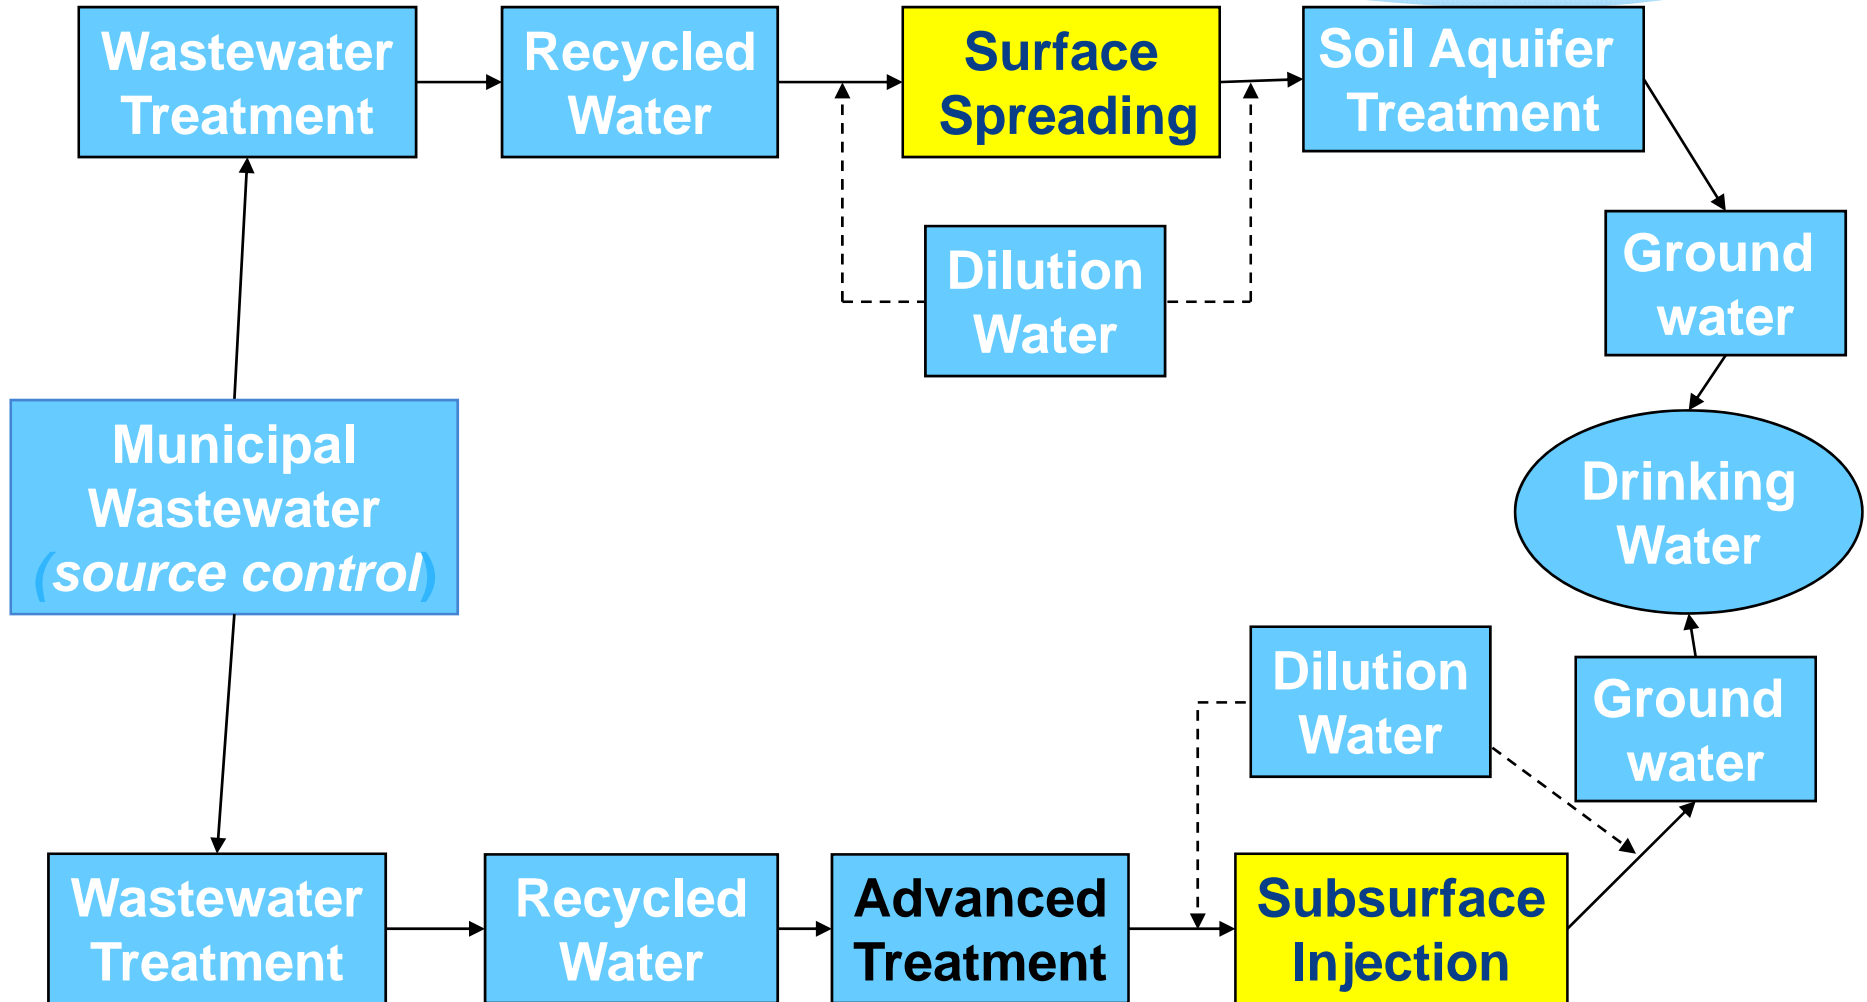 Wastewater
Treatment
Recycled
Water
Surface
Spreading
Soil Aquifer
Treatment
Dilution
Water
Ground
water
Municipal
Wastewater
(source control)
Drinking
Water
Dilution
Water
Ground
water
Wastewater
Treatment
Recycled
Water
Advanced
Treatment
Subsurface
Injection